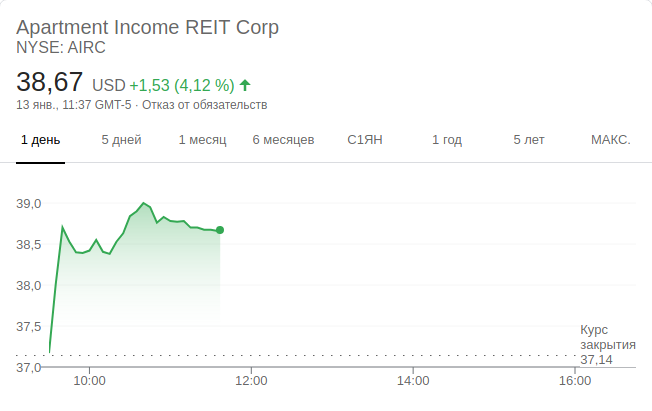 Apartment Income REIT Corp
NYSE: AIRC
38,67 USD +1,53 (4,12 %)
13 янв., 11:37 GMT-5 · Отказ от обязательств
1 день 5 дней 1 месяц 6 месяцев С1ЯН 1 год 5 лет МАКС.
39,0
38,5
38,0
37,5
37,0
Курс
закрытия
37,14
10:00 12:00 14:00 16:00